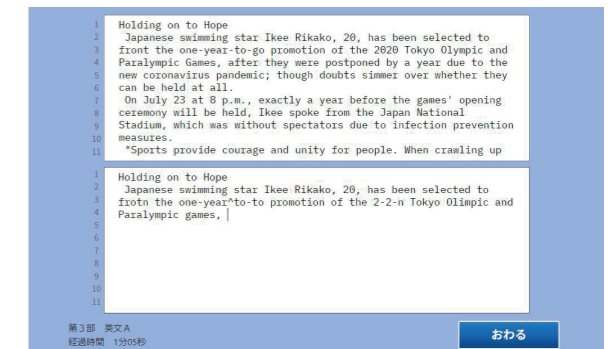 1 Holding on to Hope
2 Japanese swimming star Ikee Rikako, 20, has been selected to
3 front the one-year-to-go promotion of the 2020 Tokyo Olympic and
4 Paralympic Games, after they were postponed by a year due to the
5 new coronavirus pandemic; though doubts simmer over whether they
6 can be held at all.
7 On July 23 at 8 p.m., exactly a year before the games' opening
8 ceremony will be held, Ikee spoke from the Japan National
9 Stadium, which was without spectators due to infection prevention
10 measures.
11 "Sports provide courage and unity for people. When crawling up
1 Holding on to Hope
2 Japanese swimming star Ikee Rikako, 20, has been selected to
3 frotn the one-year^to-to promotion of the 2-2-n Tokyo Olimpic and
4 Paralympic games,
5
6
7
8
9
10
11
第3部 英文A
経過時間 1分05秒
おわる